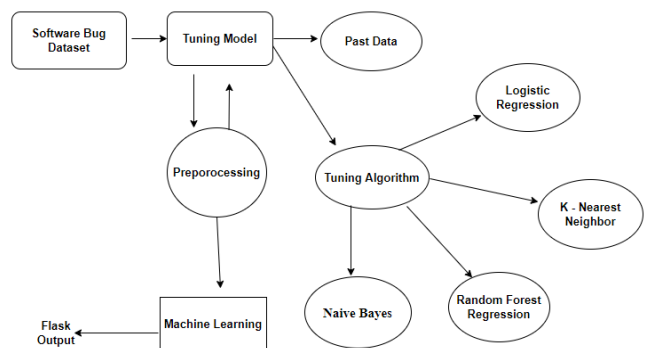 Software Bug
Dataset
Tuning Model
Past Data
Logistic
Regression
Preporocessing
Tuning Algorithm
K - Nearest
Neighbor
Naive Bayes
Random Forest
Regression
Machine Learning
Flask
Output